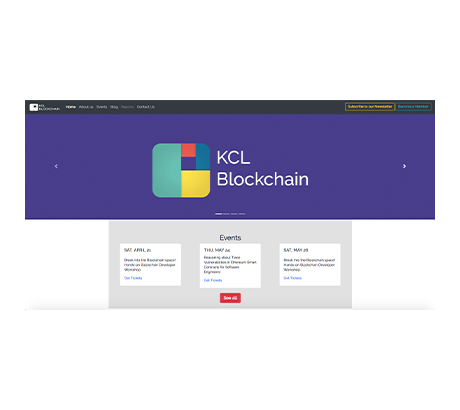 KCL
BLOCKCHAIN
Home About us Events Blog Reports Contact Us
Subscribe to our Newsletter Become a Member
KCL
Blockchain
Events
SAT, APRIL 21
Break into the Blockchain space!
Hands-on Blockchain Developer
Workshop
Get Tickets
THU, MAY 24
Reasoning about
Vulnerabilities in Ethereum Smart
Contracts for Software
Engineers
Get Tickets
SAT, MAY 26
Break into the Blockchain space!
Hands-on Blockchain Developer
Workshop
Get Tickets
See All